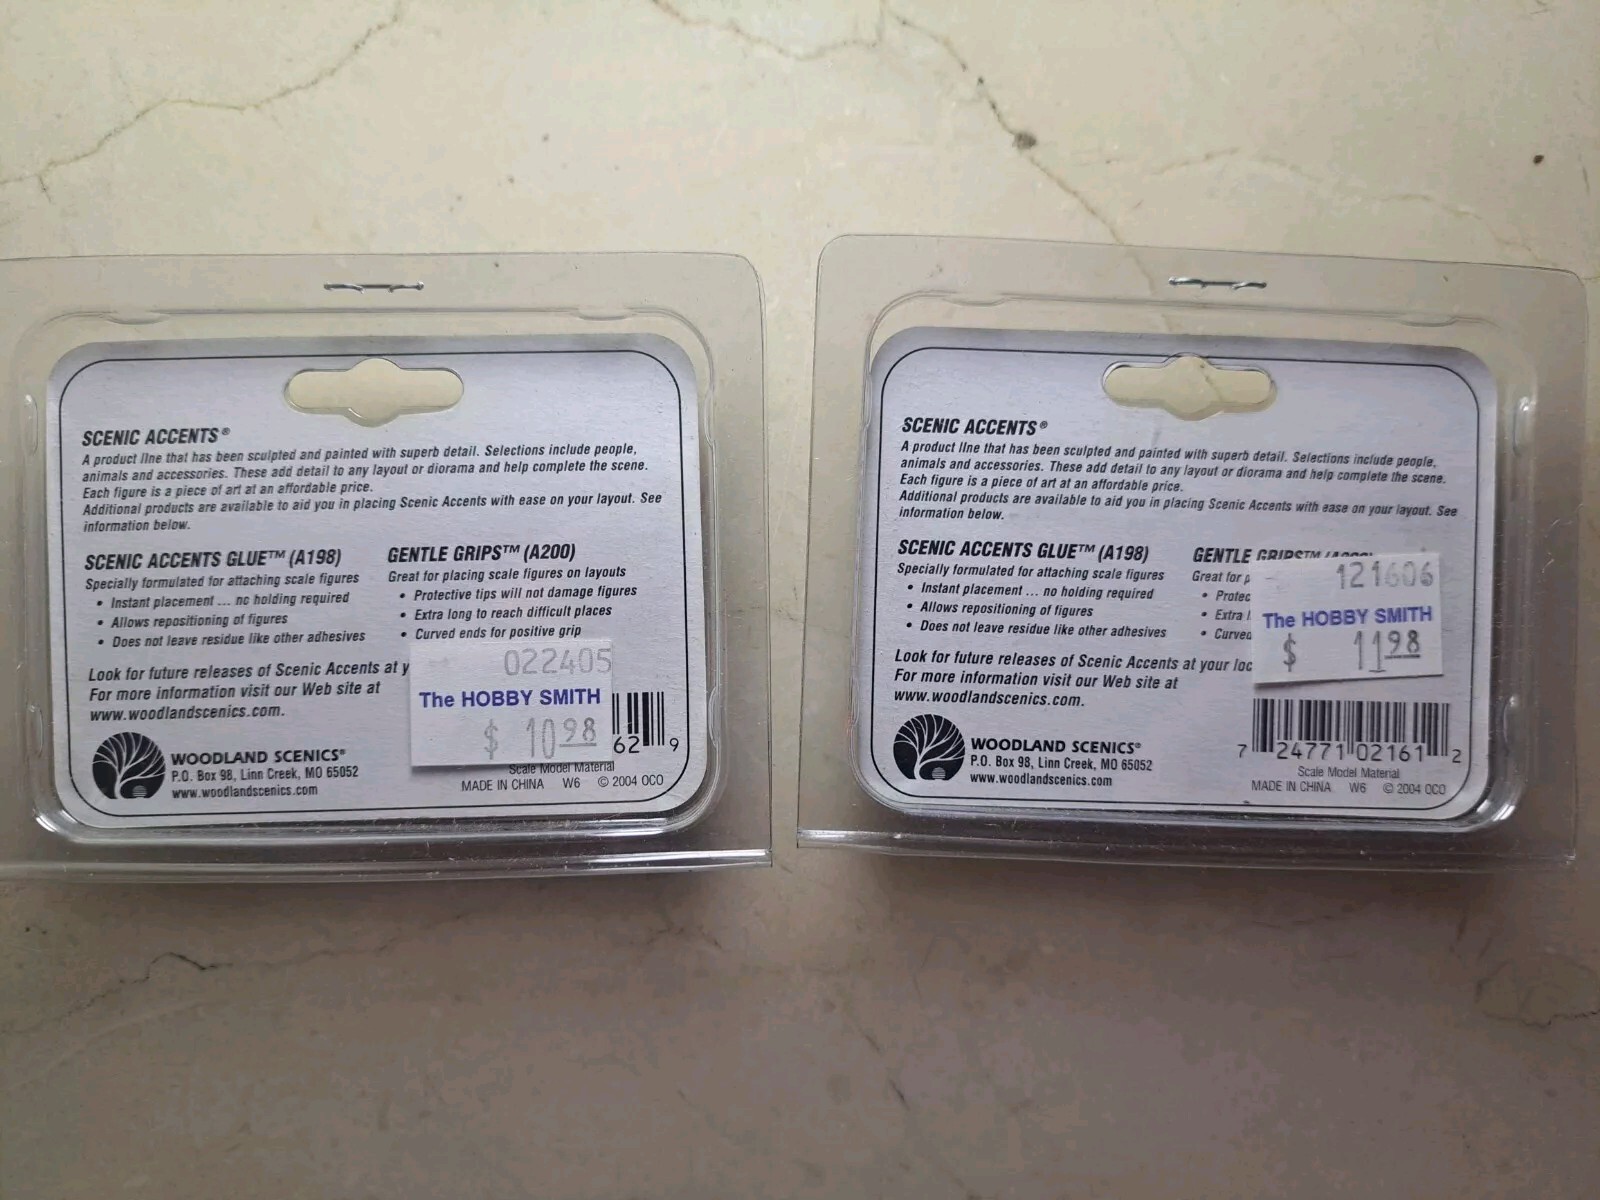 SCENIC ACCENTS®
A product line that has been sculpted and painted with superb detail. Selections include people,
animals and accessories. These add detail to any layout or diorama and help complete the scene.
Each figure is a piece of art at an affordable price.
Additional products are available to aid you in placing Scenic Accents with ease on your layout. See
information below.
SCENIC ACCENTS GLUE™ (A198)
Specially formulated for attaching scale figures
• Instant placement ... no holding required
• Allows repositioning of figures
• Does not leave residue like other adhesives
GENTLE GRIPS™ (A200)
Great for placing scale figures on layouts
• Protective tips will not damage figures
• Extra long to reach difficult places
• Curved ends for positive grip
Look for future releases of Scenic Accents at y
For more information visit our Web site at
www.woodlandscenics.com.
022405
The HOBBY SMITH
$ 10.98
62 9
WOODLAND SCENICS®
P.O. Box 98, Linn Creek, MO 65052
www.woodlandscenics.com
Scale Model Material
MADE IN CHINA W6 © 2004 OCO
SCENIC ACCENTS®
A product line that has been sculpted and painted with superb detail. Selections include people,
animals and accessories. These add detail to any layout or diorama and help complete the scene.
Each figure is a piece of art at an affordable price.
Additional products are available to aid you in placing Scenic Accents with ease on your layout. See
information below.
SCENIC ACCENTS GLUE™ (A198)
Specially formulated for attaching scale figures
• Instant placement ... no holding required
• Allows repositioning of figures
• Does not leave residue like other adhesives
GENTLE GRIPS™
Great for p
• Protec
• Extra l
• Curved
121606
The HOBBY SMITH
$ 11.98
Look for future releases of Scenic Accents at your loc
For more information visit our Web site at
www.woodlandscenics.com.
WOODLAND SCENICS®
P.O. Box 98, Linn Creek, MO 65052
www.woodlandscenics.com
7 24771 02161 2
Scale Model Material
MADE IN CHINA W6 © 2004 OCO